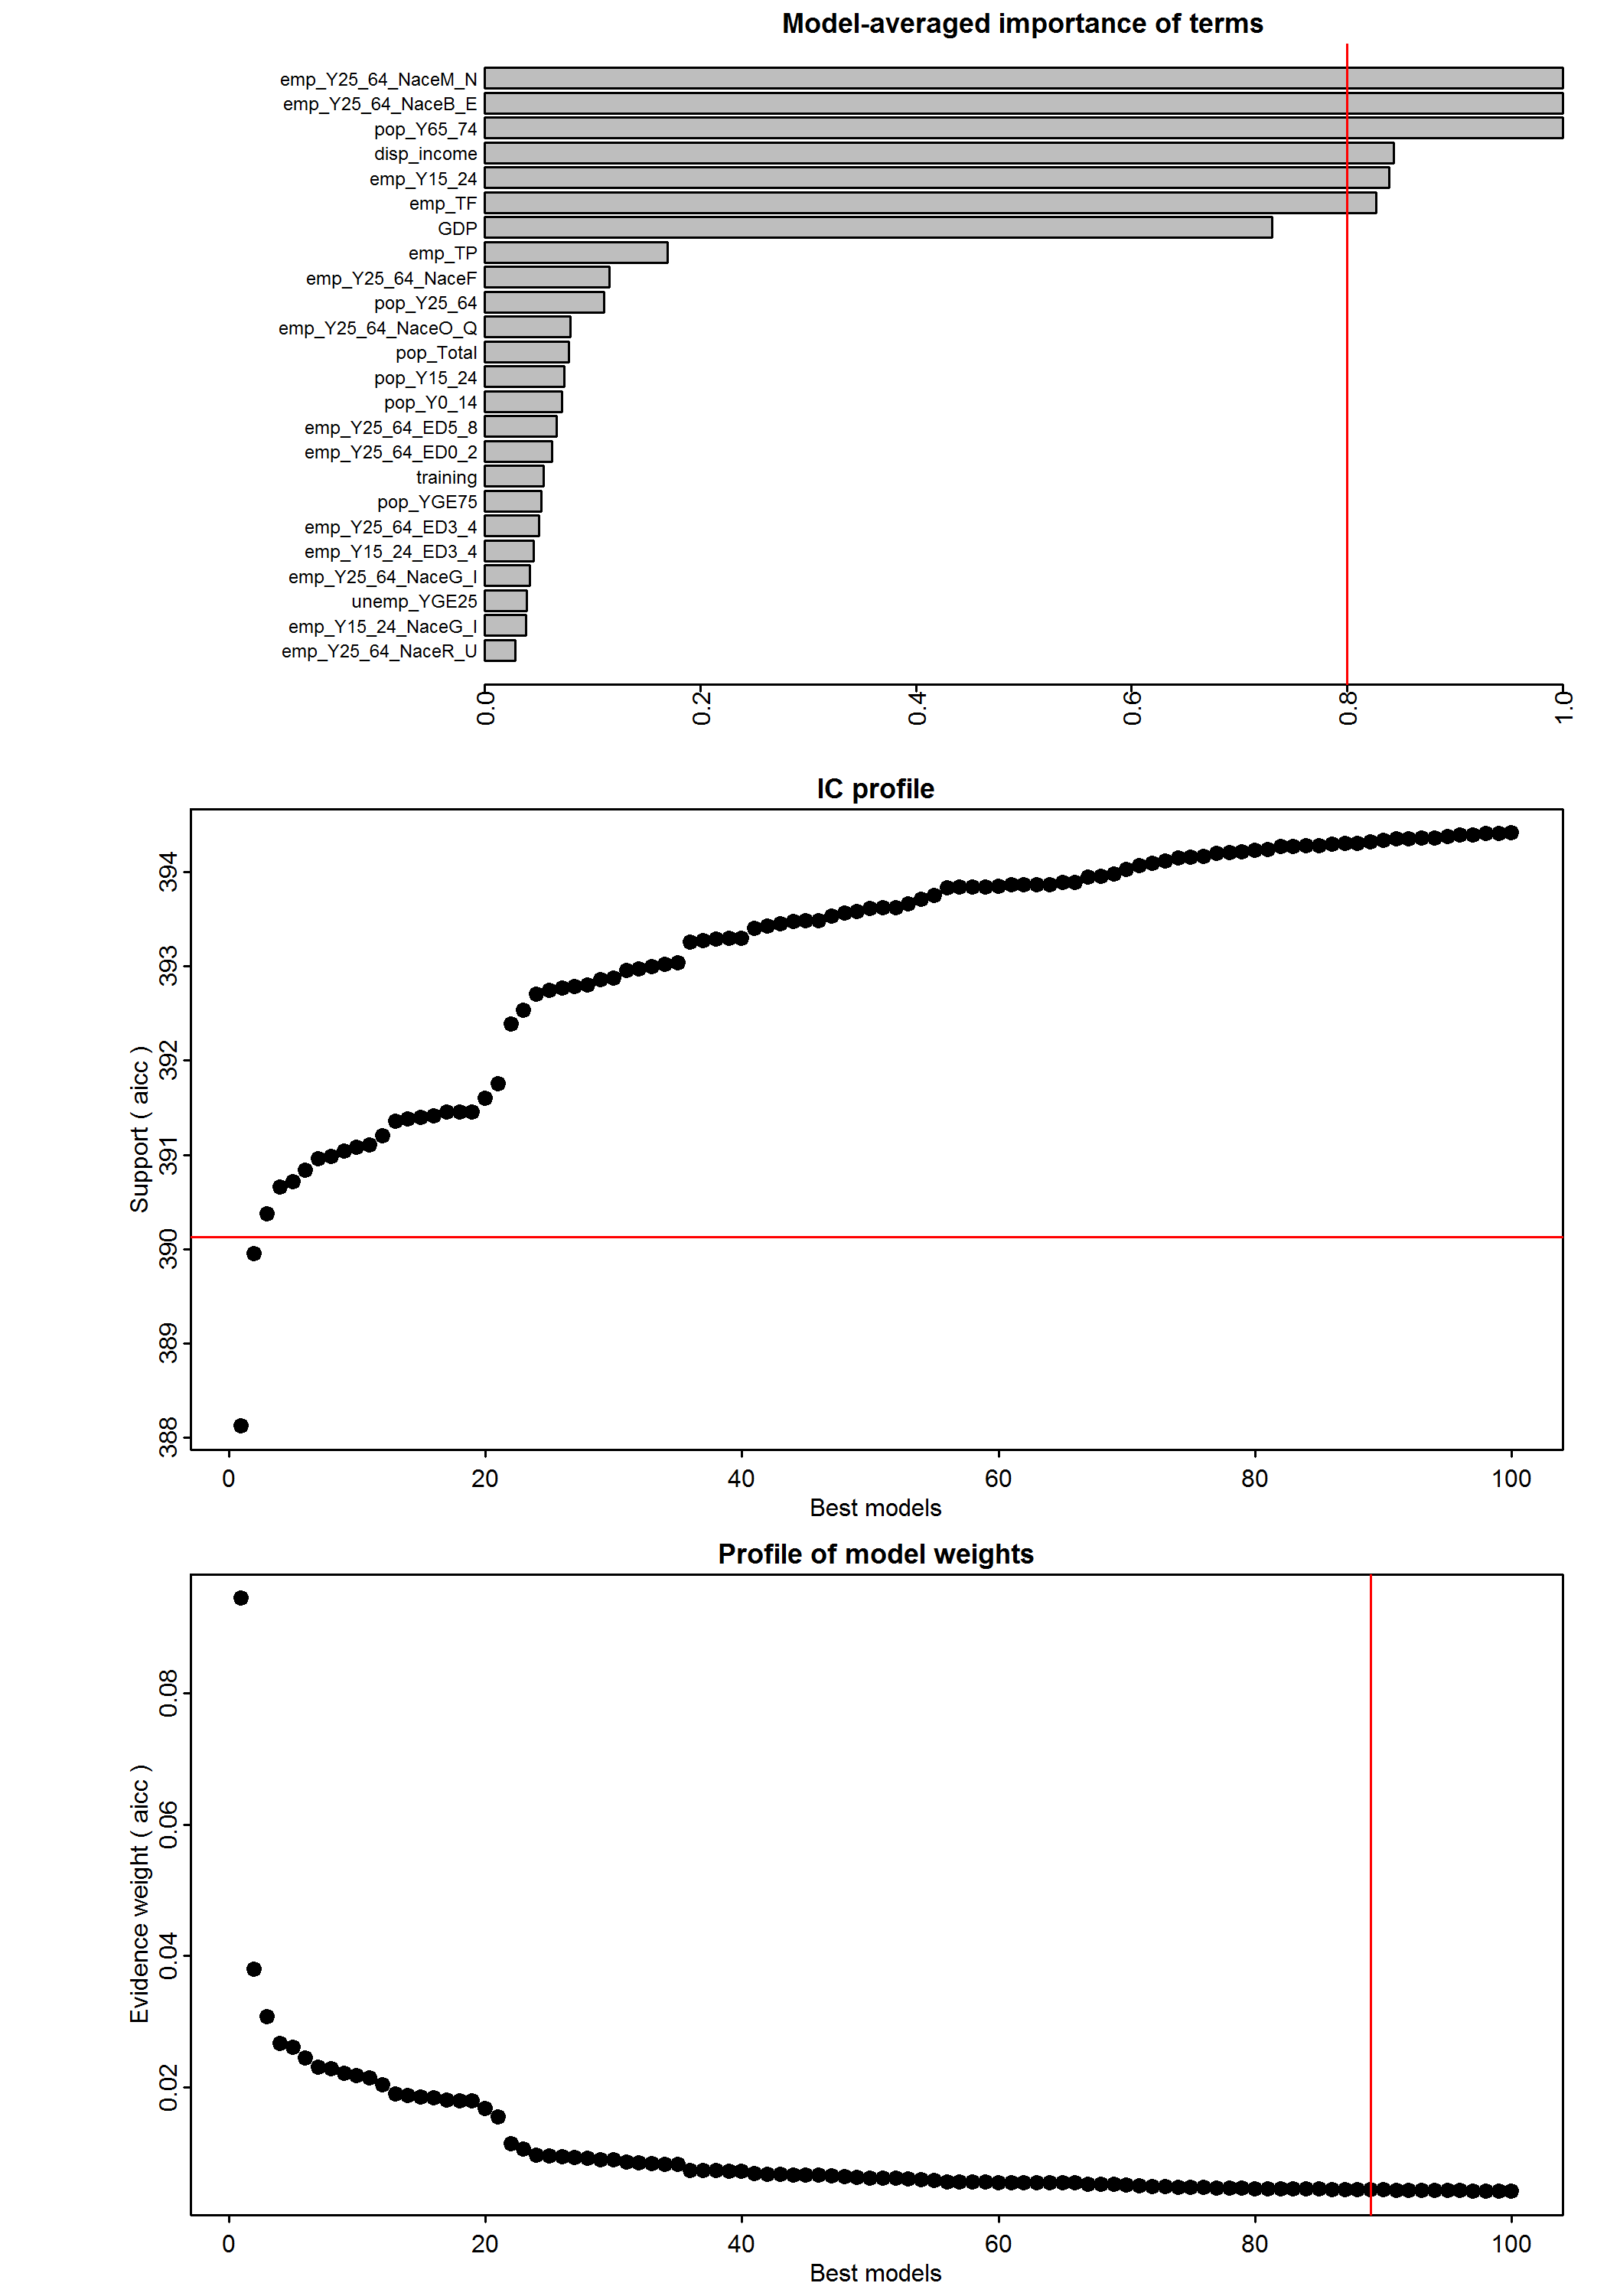 Model-averaged importance of terms
emp_Y25_64_NaceM_N
emp_Y25_64_NaceB_E
pop_Y65_74
disp_income
emp_Y15_24
emp_TF
GDP
emp_TP
emp_Y25_64_NaceF
pop_Y25_64
emp_Y25_64_NaceO_Q
pop_Total
pop_Y15_24
pop_Y0_14
emp_Y25_64_ED5_8
emp_Y25_64_ED0_2
training
pop_YGE75
emp_Y25_64_ED3_4
emp_Y15_24_ED3_4
emp_Y25_64_NaceG_I
unemp_YGE25
emp_Y15_24_NaceG_I
emp_Y25_64_NaceR_U
0.0 0.2 0.4 0.6 0.8 1.0
IC profile
Support ( aicc )
394
393
392
391
390
389
388
0 20 40 60 80 100
Best models
Profile of model weights
Evidence weight ( aicc )
0.08
0.06
0.04
0.02
0 20 40 60 80 100
Best models